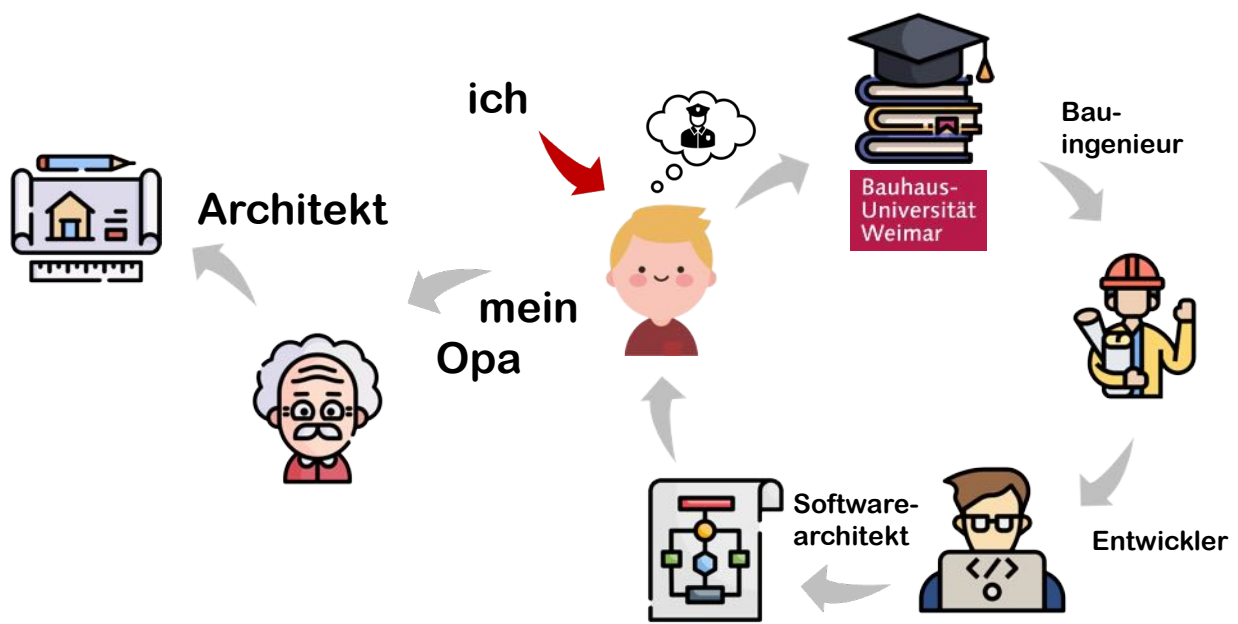 ich
Bau-
ingenieur
Bauhaus-
Universität
Weimar
Architekt
mein
Opa
Software-
architekt
Entwickler